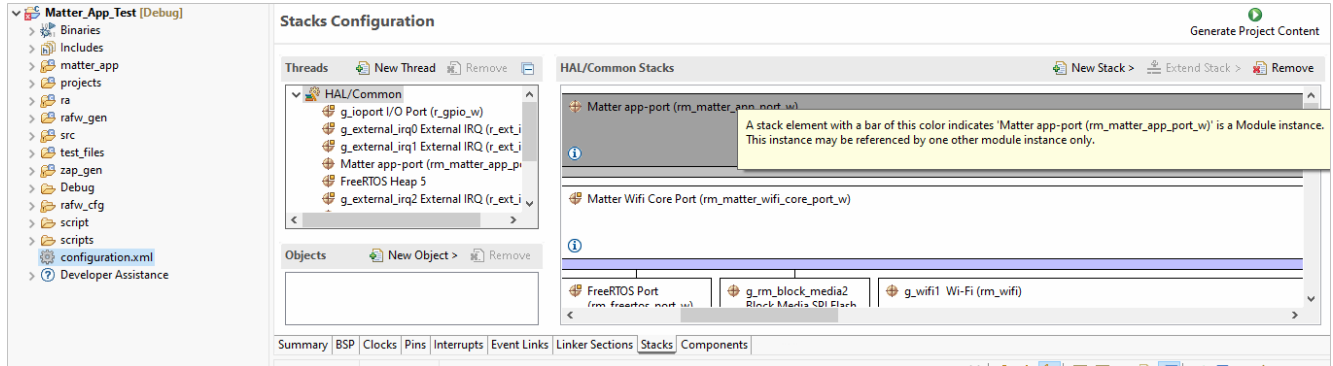 Matter_App_Test [Debug]
Binaries
Includes
matter_app
projects
ra
rafw_gen
src
test_files
zap_gen
Debug
rafw_cfg
script
scripts
configuration.xml
Developer Assistance
Stacks Configuration
Generate Project Content
Threads New Thread Remove
HAL/Common
g_ioport I/O Port (r_gpio_w)
g_external_irq0 External IRQ (r_ext_i
g_external_irq1 External IRQ (r_ext_i
Matter app-port (rm_matter_app_p
FreeRTOS Heap 5
g_external_irq2 External IRQ (r_ext_i
Objects New Object > Remove
HAL/Common Stacks New Stack > Extend Stack > Remove
Matter app-port (rm_matter_app_port_w)
A stack element with a bar of this color indicates 'Matter app-port (rm_matter_app_port_w)' is a Module instance.
This instance may be referenced by one other module instance only.
Matter Wifi Core Port (rm_matter_wifi_core_port_w)
FreeRTOS Port
(rm_freertos_port_w)
g_rm_block_media2
Block Media SPI Flash
g_wifi1 Wi-Fi (rm_wifi)
Summary BSP Clocks Pins Interrupts Event Links Linker Sections Stacks Components